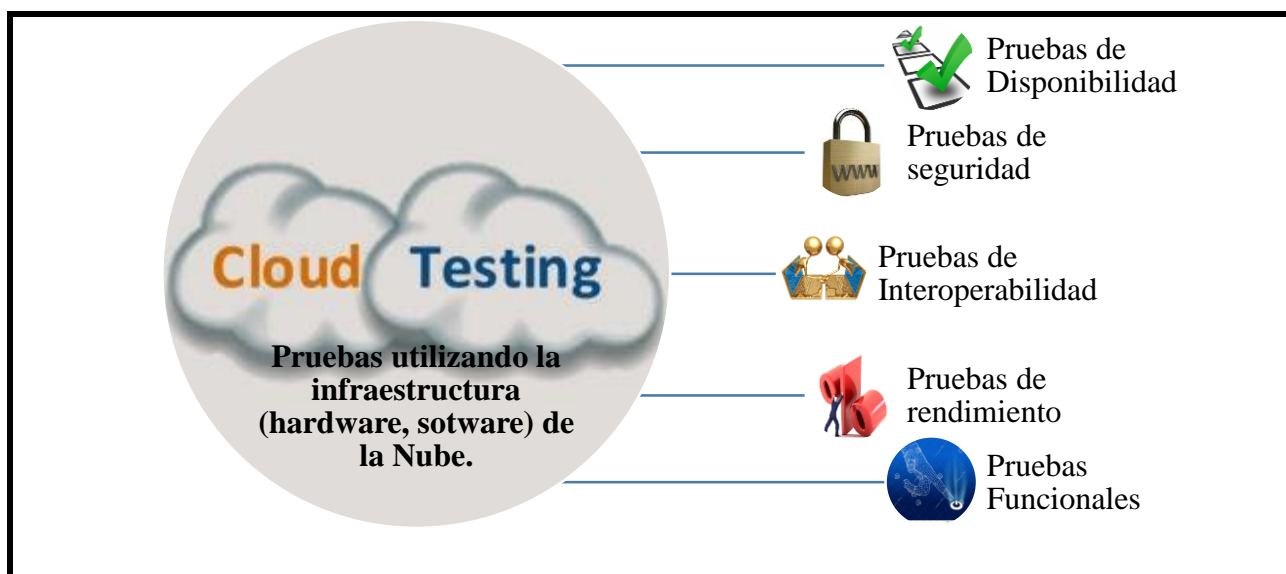 Cloud Testing
Pruebas utilizando la
infraestructura
(hardware, sotware) de
la Nube.
Pruebas de
Disponibilidad
WWW
Pruebas de
seguridad
Pruebas de
Interoperabilidad
%
Pruebas de
rendimiento
Pruebas
Funcionales